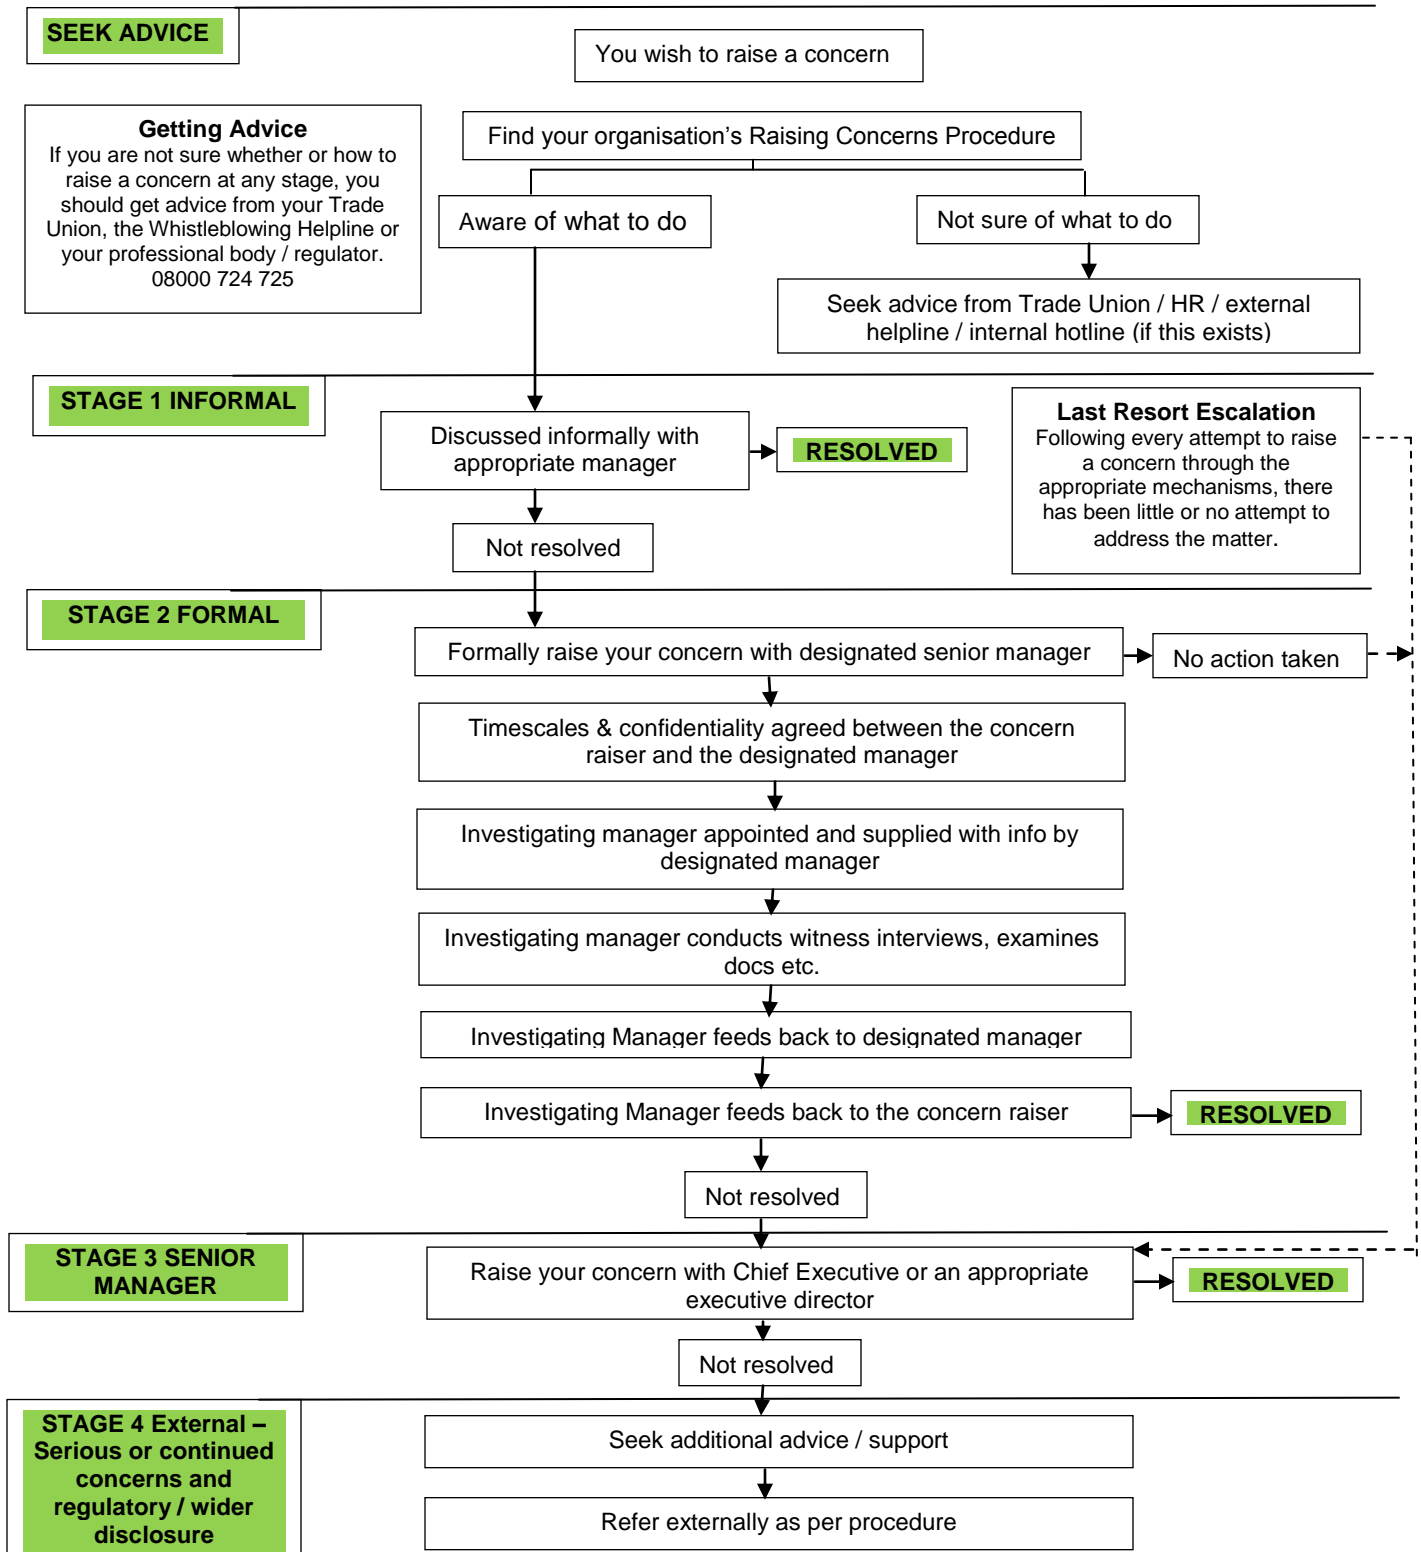 SEEK ADVICE
You wish to raise a concern
Getting Advice
If you are not sure whether or how to
raise a concern at any stage, you
should get advice from your Trade
Union, the Whistleblowing Helpline or
your professional body / regulator.
08000 724 725
Find your organisation's Raising Concerns Procedure
Aware of what to do
Not sure of what to do
Seek advice from Trade Union / HR / external
helpline / internal hotline (if this exists)
STAGE 1 INFORMAL
Discussed informally with
appropriate manager
RESOLVED
Last Resort Escalation
Following every attempt to raise
a concern through the
appropriate mechanisms, there
has been little or no attempt to
address the matter.
Not resolved
STAGE 2 FORMAL
Formally raise your concern with designated senior manager
No action taken
Timescales & confidentiality agreed between the concern
raiser and the designated manager
Investigating manager appointed and supplied with info by
designated manager
Investigating manager conducts witness interviews, examines
docs etc.
Investigating Manager feeds back to designated manager
Investigating Manager feeds back to the concern raiser
RESOLVED
Not resolved
STAGE 3 SENIOR
MANAGER
Raise your concern with Chief Executive or an appropriate
executive director
RESOLVED
Not resolved
STAGE 4 External –
Serious or continued
concerns and
regulatory / wider
disclosure
Seek additional advice / support
Refer externally as per procedure